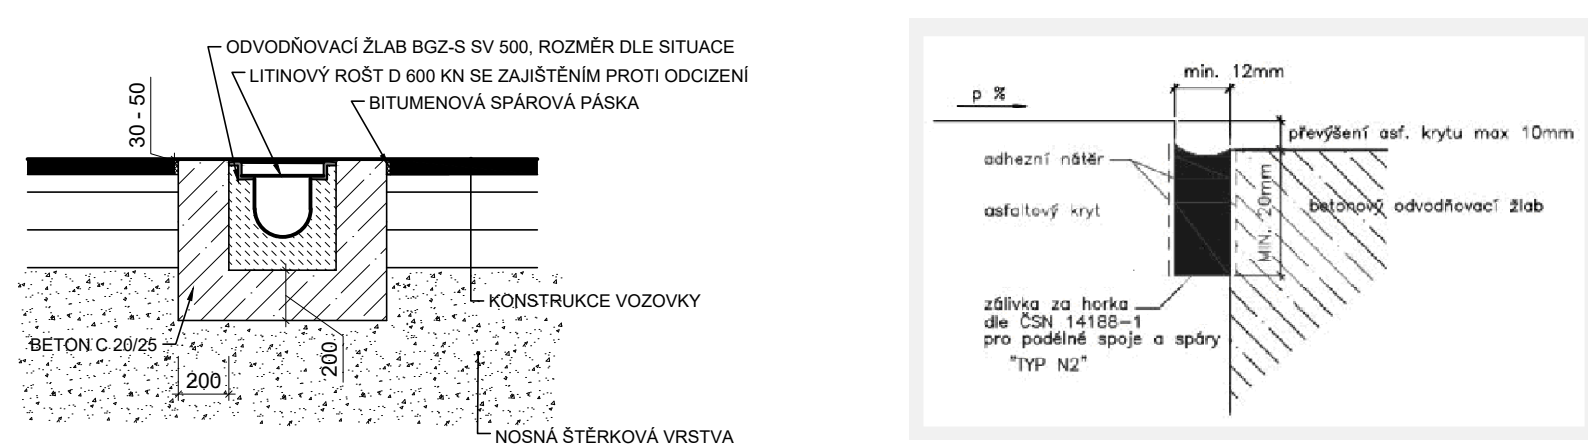 ODVODŇOVACÍ ŽLAB BGZ-S SV 500, ROZMĚR DLE SITUACE
LITINOVÝ ROŠT D 600 KN SE ZAJIŠTĚNÍM PROTI ODCIZENÍ
BITUMENOVÁ SPÁROVÁ PÁSKA
30 - 50
KONSTRUKCE VOZOVKY
BETON C 20/25
200
200
NOSNÁ ŠTĚRKOVÁ VRSTVA
min. 12mm
p %
převýšení asf. krytu max 10mm
adhezní nátěr
asfaltový kryt
MIN. 20mm
betonový odvodňovací žlab
zálivka za horka
dle ČSN 14188-1
pro podélné spoje a spáry
"TYP N2"